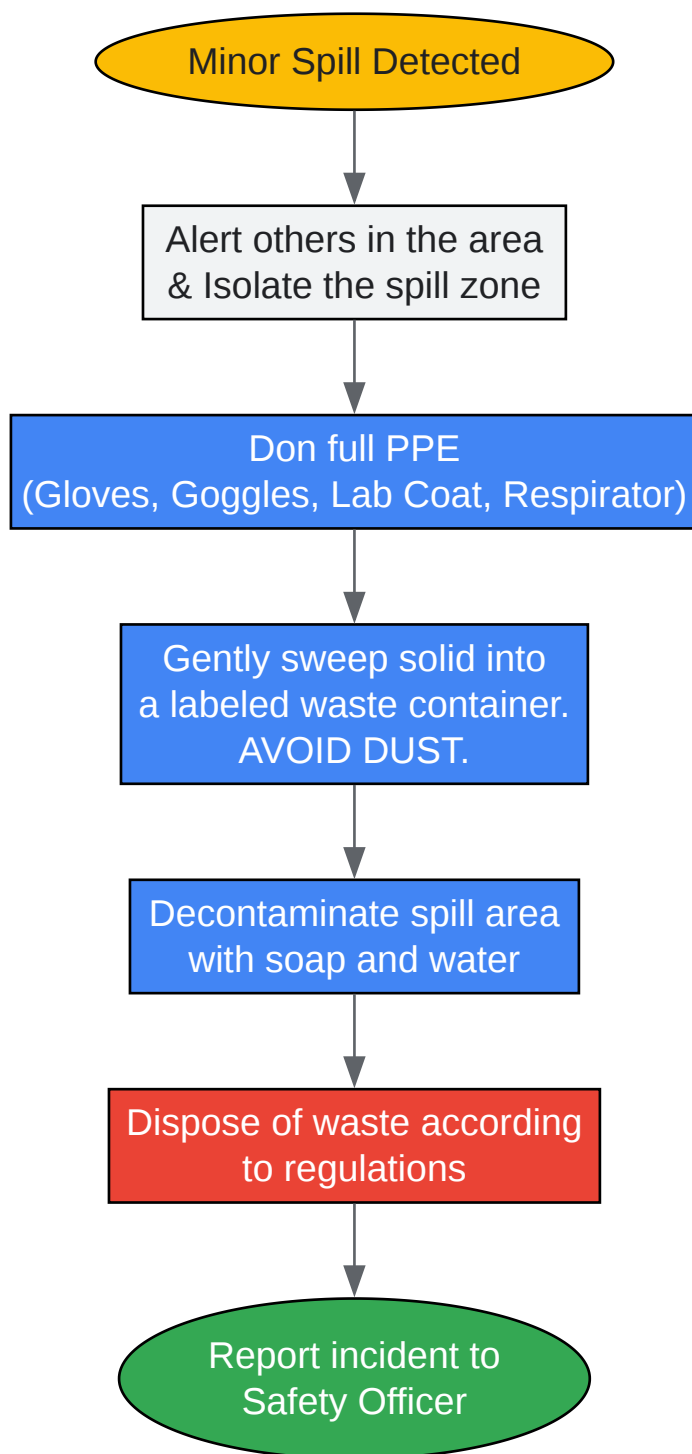 Minor Spill Detected
Alert others in the area
& Isolate the spill zone
Don full PPE
(Gloves, Goggles, Lab Coat, Respirator)
Gently sweep solid into
a labeled waste container.
AVOID DUST.
Decontaminate spill area
with soap and water
Dispose of waste according
to regulations
Report incident to
Safety Officer